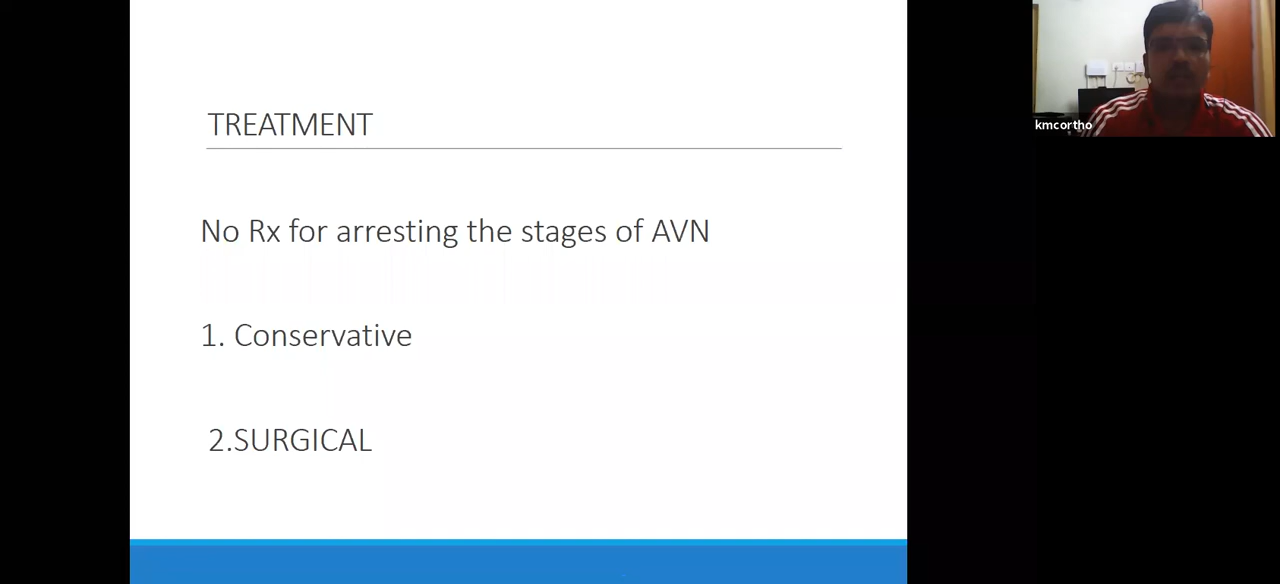 TREATMENT
No Rx for arresting the stages of AVN
1. Conservative
2.SURGICAL
kmcortho